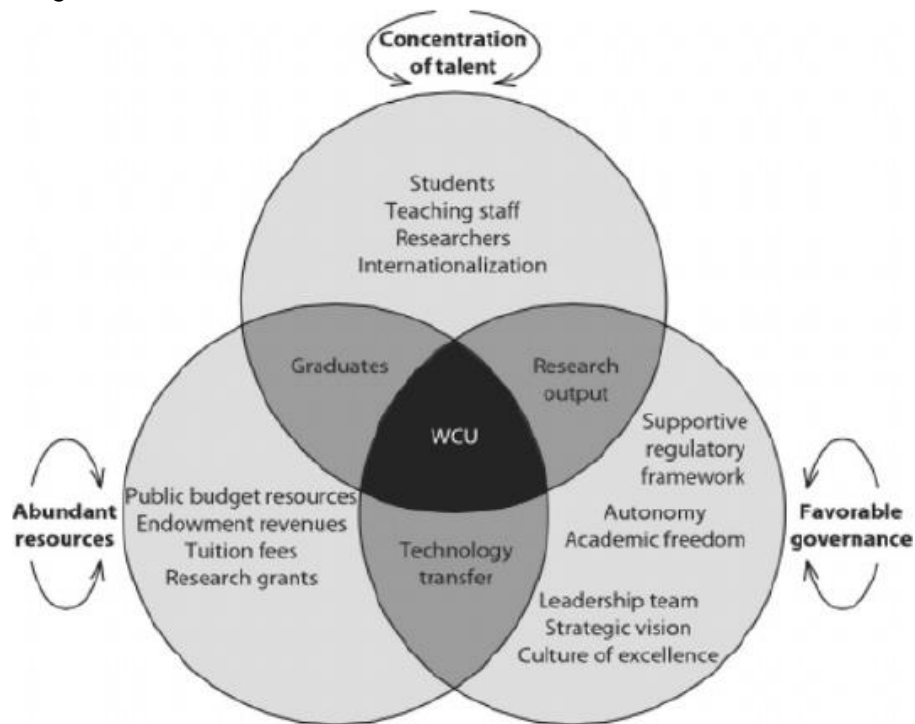 Concentration
of talent
Students
Teaching staff
Researchers
Internationalization
Graduates
Research
output
WCU
Supportive
regulatory
framework
Abundant
resources
Public budget resources
Endowment revenues
Tuition fees
Research grants
Technology
transfer
Autonomy
Academic freedom
Favorable
governance
Leadership team
Strategic vision
Culture of excellence